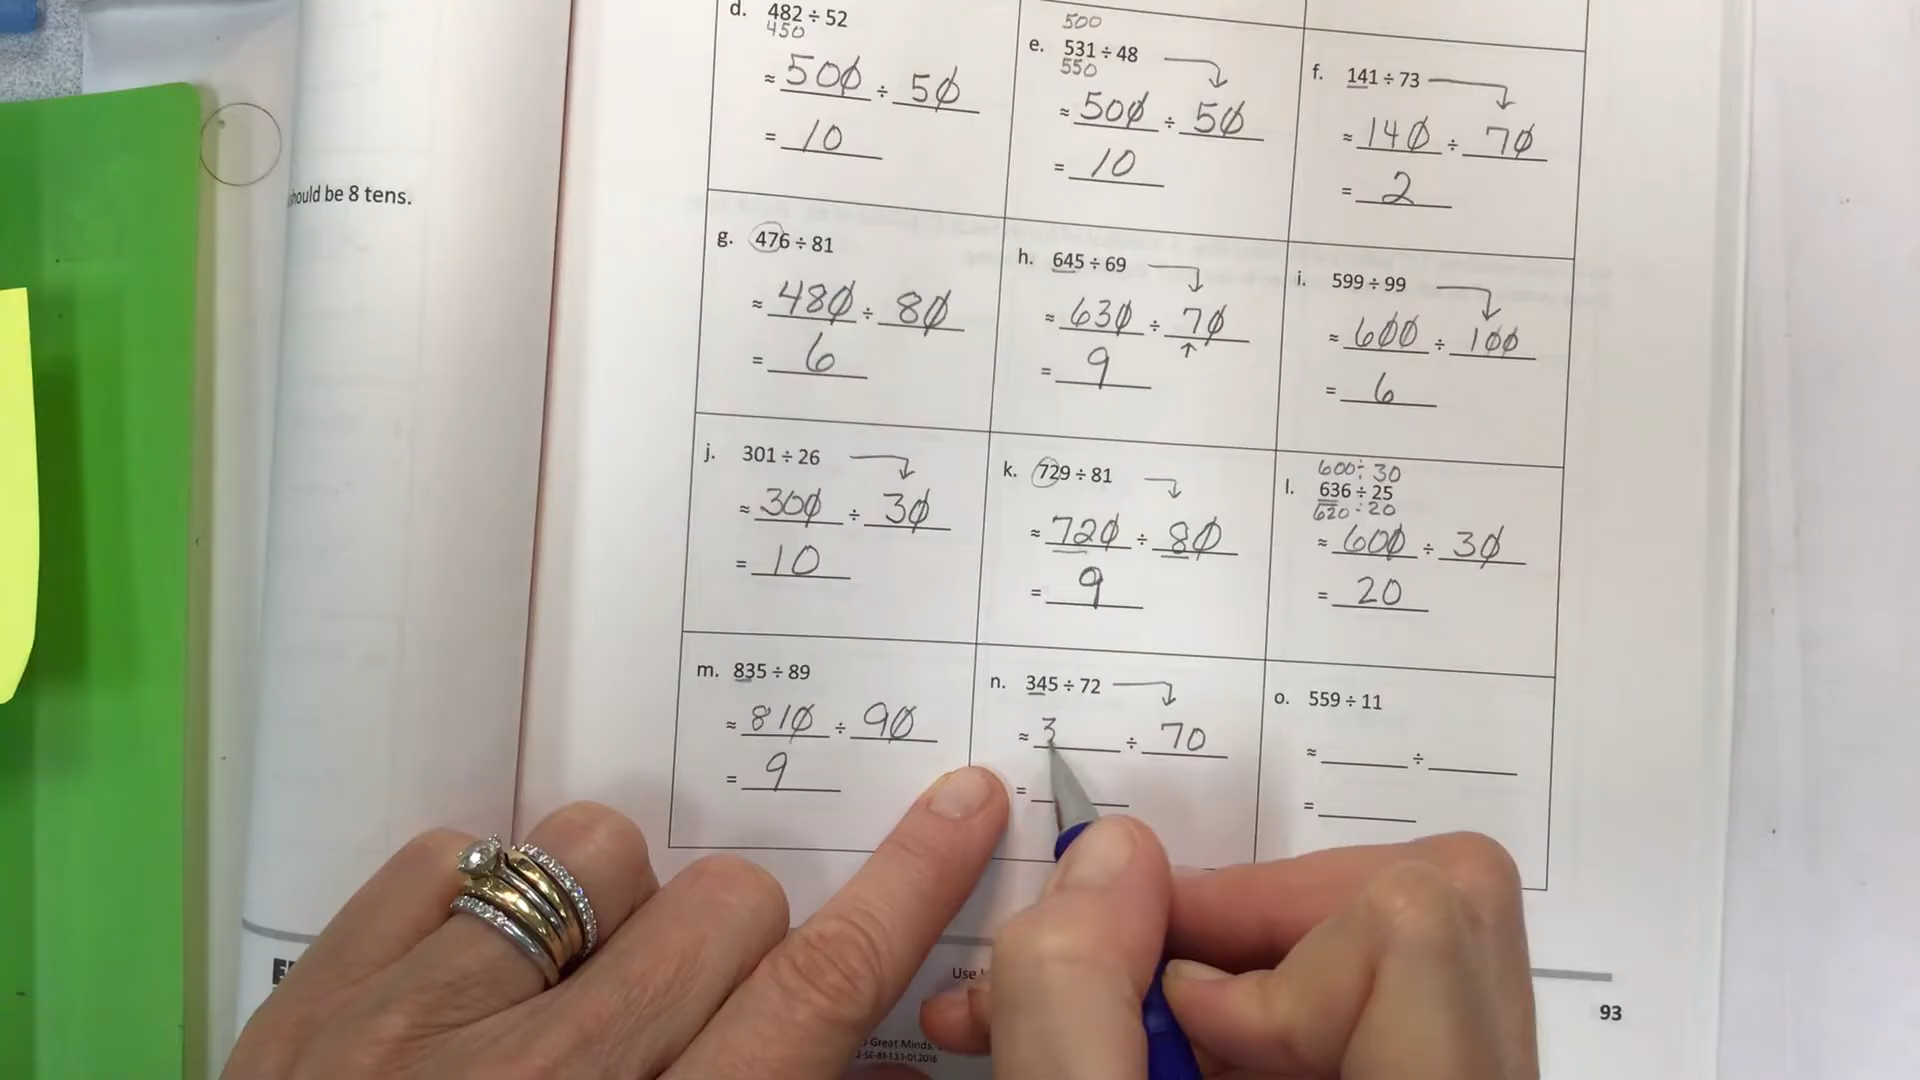 d. 482 ÷ 52
450
≈ 500 ÷ 50
= 10
500
e. 531 ÷ 48
550
≈ 500 ÷ 50
= 10
f. 141 ÷ 73
≈ 140 ÷ 70
= 2
should be 8 tens.
g. 476 ÷ 81
≈ 480 ÷ 80
= 6
h. 645 ÷ 69
≈ 630 ÷ 70
= 9
i. 599 ÷ 99
≈ 600 ÷ 100
= 6
j. 301 ÷ 26
≈ 300 ÷ 30
= 10
k. 729 ÷ 81
≈ 720 ÷ 80
= 9
600 ÷ 30
l. 636 ÷ 25
620 ÷ 20
≈ 600 ÷ 30
= 20
m. 835 ÷ 89
≈ 810 ÷ 90
= 9
n. 345 ÷ 72
≈ 3 ÷ 70
=
o. 559 ÷ 11
≈ ÷
=
Use
93
Great Minds.